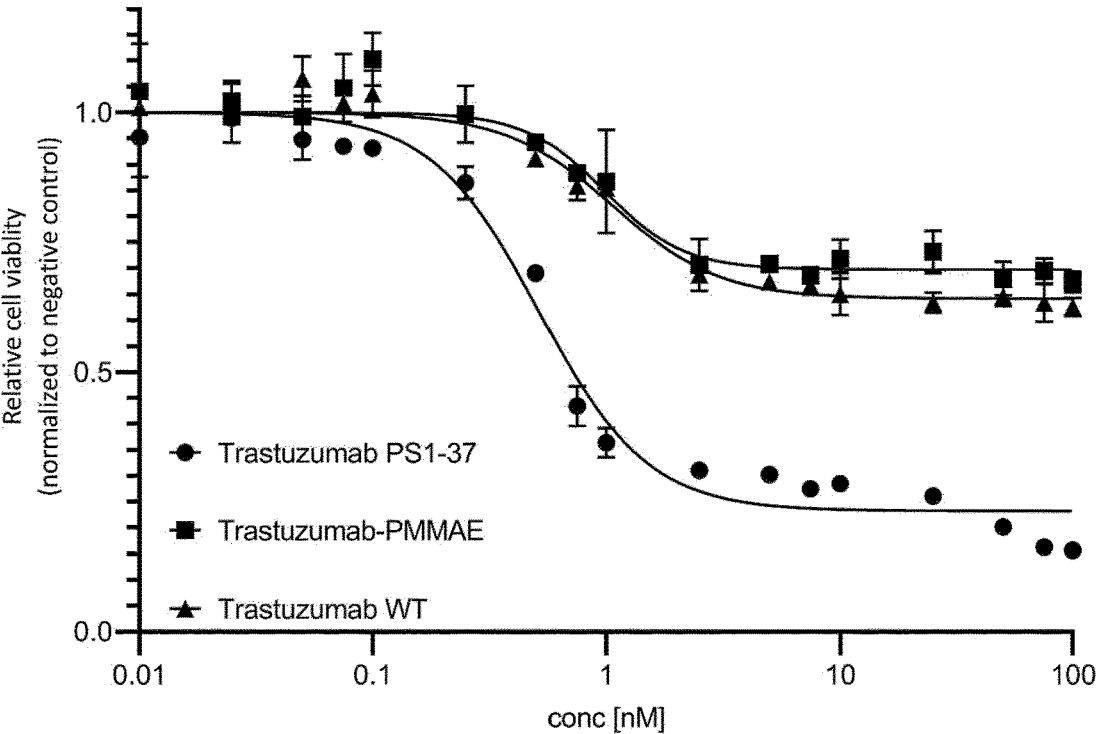 Relative cell viablity
(normalized to negative control)
1.0
0.5
0.0
Trastuzumab PS1-37
Trastuzumab-PMMAE
Trastuzumab WT
0.01 0.1 1 10 100
conc [nM]